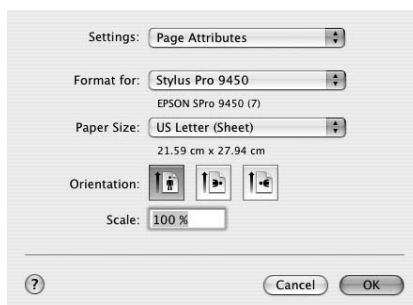 Settings: Page Attributes
Format for: Stylus Pro 9450
EPSON SPro 9450 (7)
Paper Size: US Letter (Sheet)
21.59 cm x 27.94 cm
Orientation:
Scale: 100 %
? Cancel OK